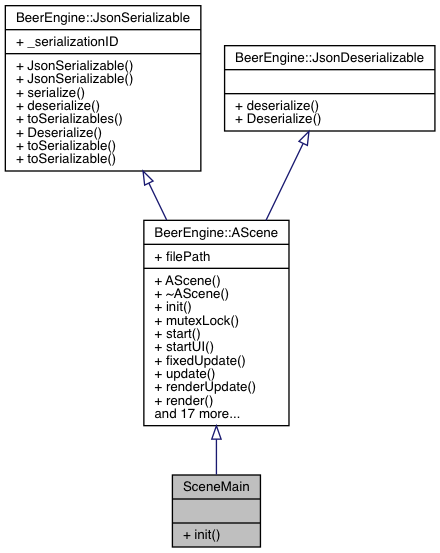 BeerEngine::JsonSerializable
+ _serializationID
+ JsonSerializable()
+ JsonSerializable()
+ serialize()
+ deserialize()
+ toSerializables()
+ Deserialize()
+ toSerializable()
+ toSerializable()
BeerEngine::JsonDeserializable
+ deserialize()
+ Deserialize()
BeerEngine::AScene
+ filePath
+ AScene()
+ ~AScene()
+ init()
+ mutexLock()
+ start()
+ startUI()
+ fixedUpdate()
+ update()
+ renderUpdate()
+ render()
and 17 more...
SceneMain
+ init()